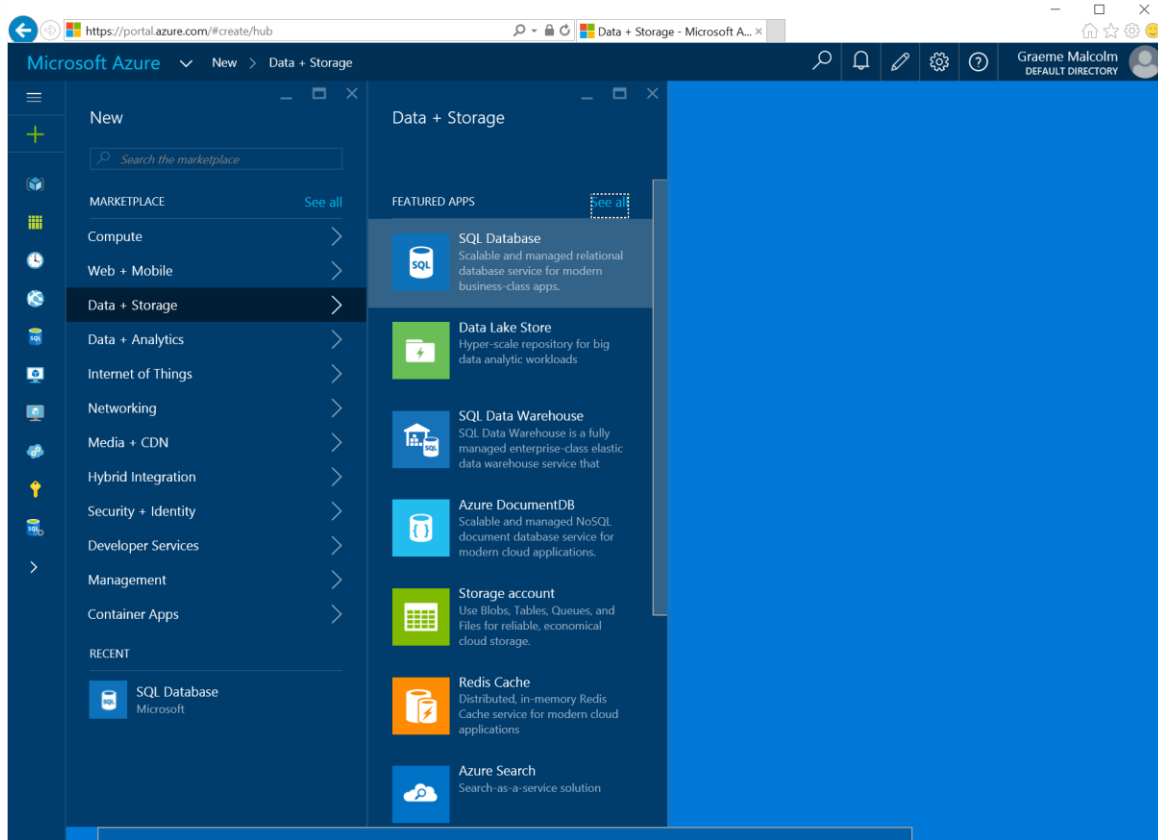 https://portal.azure.com/#create/hub
Data + Storage - Microsoft A...
Microsoft Azure New > Data + Storage
Graeme Malcolm
DEFAULT DIRECTORY
New
Search the marketplace
MARKETPLACE See all
Compute
Web + Mobile
Data + Storage
Data + Analytics
Internet of Things
Networking
Media + CDN
Hybrid Integration
Security + Identity
Developer Services
Management
Container Apps
RECENT
SQL
SQL Database
Microsoft
Data + Storage
FEATURED APPS See all
SQL
SQL Database
Scalable and managed relational
database service for modern
business-class apps.
Data Lake Store
Hyper-scale repository for big
data analytic workloads
SQL
SQL Data Warehouse
SQL Data Warehouse is a fully
managed enterprise-class elastic
data warehouse service that
Azure DocumentDB
Scalable and managed NoSQL
document database service for
modern cloud applications.
Storage account
Use Blobs, Tables, Queues, and
Files for reliable, economical
cloud storage.
Redis Cache
Distributed, in-memory Redis
Cache service for modern cloud
applications
Azure Search
Search-as-a-service solution